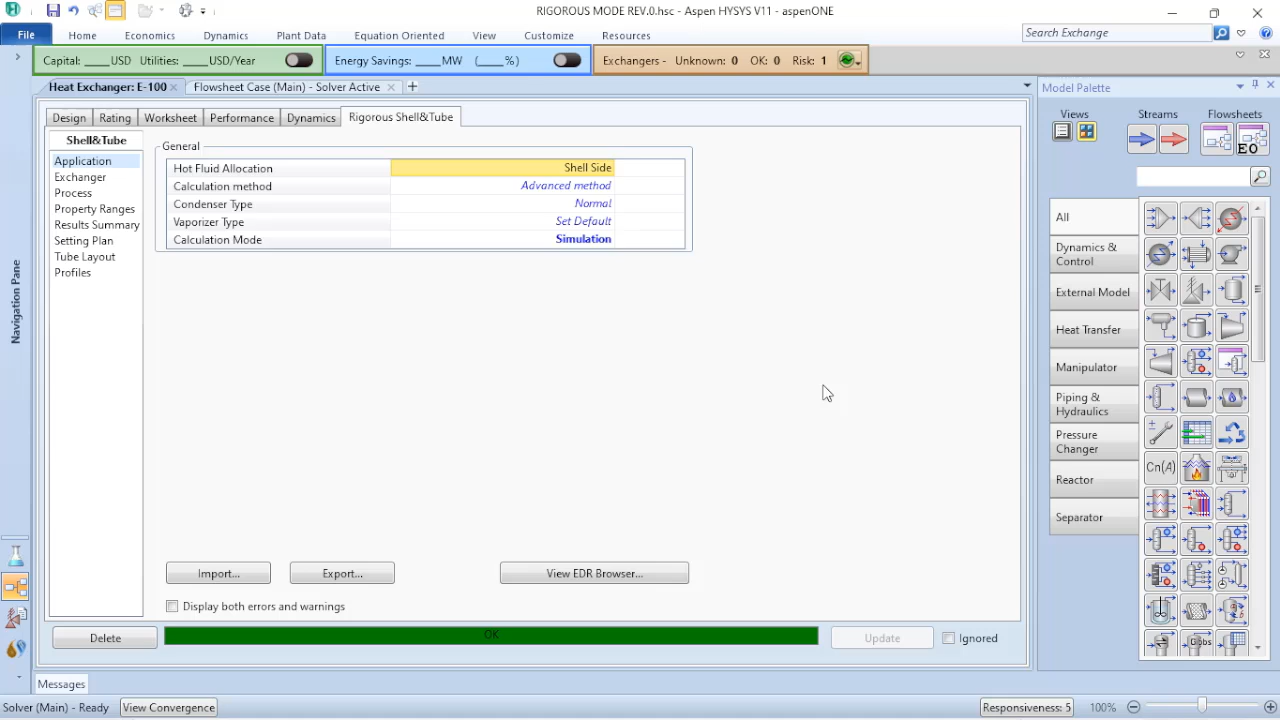 RIGOROUS MODE REV.0.hsc - Aspen HYSYS V11 - aspenONE
File Home Economics Dynamics Plant Data Equation Oriented View Customize Resources
Search Exchange
Capital: ____USD Utilities: ____USD/Year
Energy Savings: ____MW (____%)
Exchangers - Unknown: 0 OK: 0 Risk: 1
Heat Exchanger: E-100
Flowsheet Case (Main) - Solver Active
Design Rating Worksheet Performance Dynamics Rigorous Shell&Tube
Shell&Tube
Application
Exchanger
Process
Property Ranges
Results Summary
Setting Plan
Tube Layout
Profiles
General
Hot Fluid Allocation Shell Side
Calculation method Advanced method
Condenser Type Normal
Vaporizer Type Set Default
Calculation Mode Simulation
Import... Export... View EDR Browser...
Display both errors and warnings
Delete OK Update Ignored
Navigation Pane
Model Palette
Views Streams Flowsheets
EO
All
Dynamics &
Control
External Model
Heat Transfer
Manipulator
Piping &
Hydraulics
Pressure
Changer
Reactor
Separator
Cn(A)
Gibbs
Messages
Solver (Main) - Ready View Convergence Responsiveness: 5 100%